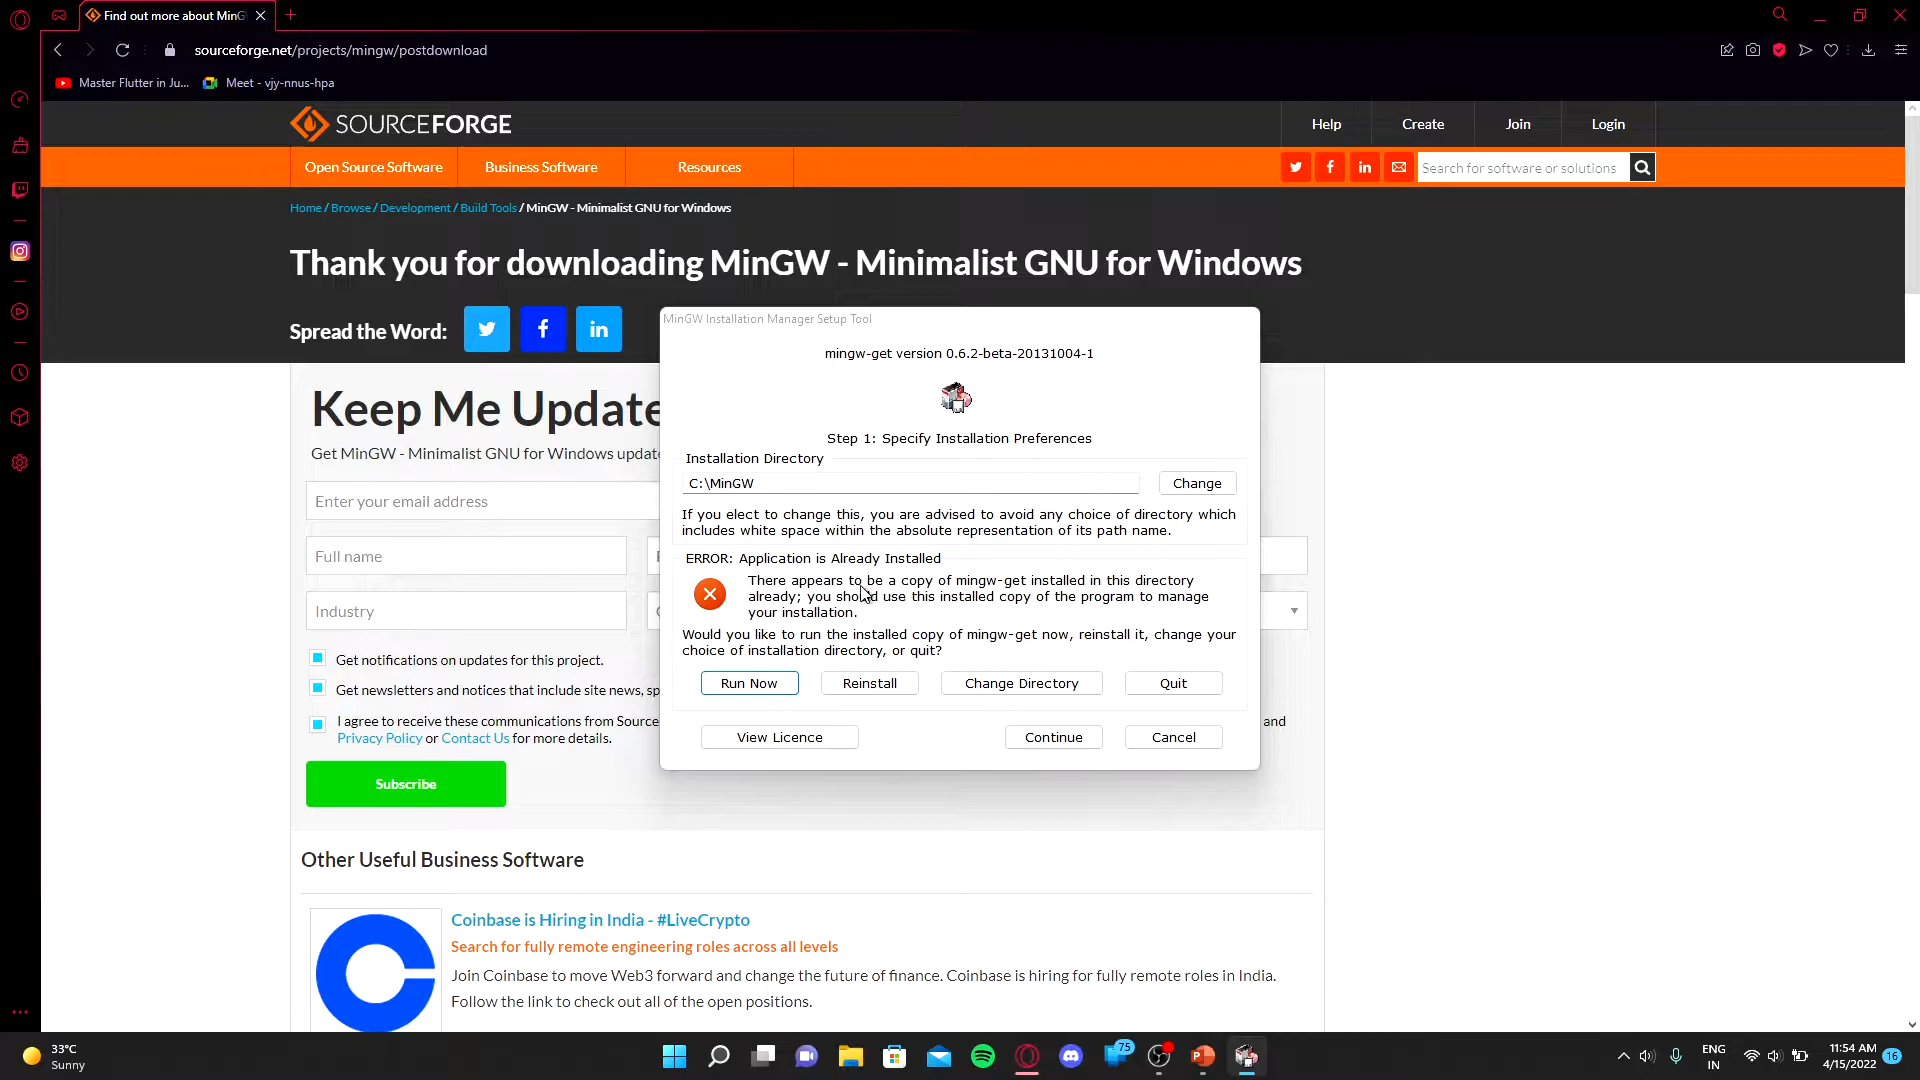 Find out more about MinG
sourceforge.net/projects/mingw/postdownload
Master Flutter in Ju...
Meet - vjy-nnus-hpa
SOURCEFORGE
Help
Create
Join
Login
Open Source Software
Business Software
Resources
Search for software or solutions
Home / Browse / Development / Build Tools / MinGW - Minimalist GNU for Windows
Thank you for downloading MinGW - Minimalist GNU for Windows
Spread the Word:
Keep Me Update
Get MinGW - Minimalist GNU for Windows update
Enter your email address
Full name
Industry
Get notifications on updates for this project.
Get newsletters and notices that include site news, sp
I agree to receive these communications from Source
and
Privacy Policy or Contact Us for more details.
Subscribe
MinGW Installation Manager Setup Tool
mingw-get version 0.6.2-beta-20131004-1
Step 1: Specify Installation Preferences
Installation Directory
C:\MinGW
Change
If you elect to change this, you are advised to avoid any choice of directory which
includes white space within the absolute representation of its path name.
ERROR: Application is Already Installed
There appears to be a copy of mingw-get installed in this directory
already; you should use this installed copy of the program to manage
your installation.
Would you like to run the installed copy of mingw-get now, reinstall it, change your
choice of installation directory, or quit?
Run Now
Reinstall
Change Directory
Quit
View Licence
Continue
Cancel
Other Useful Business Software
Coinbase is Hiring in India - #LiveCrypto
Search for fully remote engineering roles across all levels
Join Coinbase to move Web3 forward and change the future of finance. Coinbase is hiring for fully remote roles in India.
Follow the link to check out all of the open positions.
33°C
Sunny
75
ENG
IN
11:54 AM
4/15/2022
16